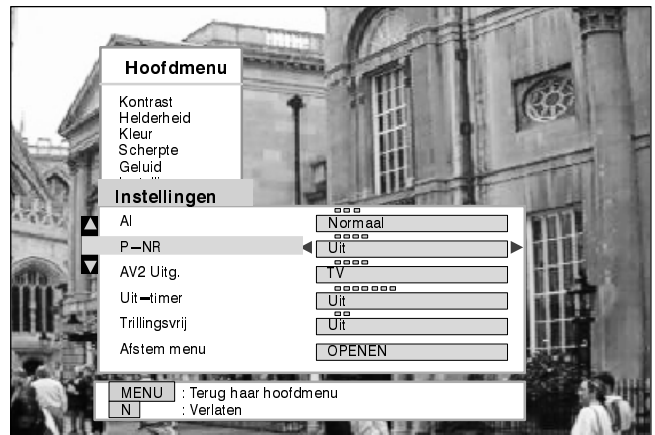 Hoofdmenu
Kontrast
Helderheid
Kleur
Scherpte
Geluid
Instellingen
AI Normaal
P-NR Uit
AV2 Uitg. TV
Uit-timer Uit
Trillingsvrij Uit
Afstem menu OPENEN
MENU : Terug haar hoofdmenu
N : Verlaten